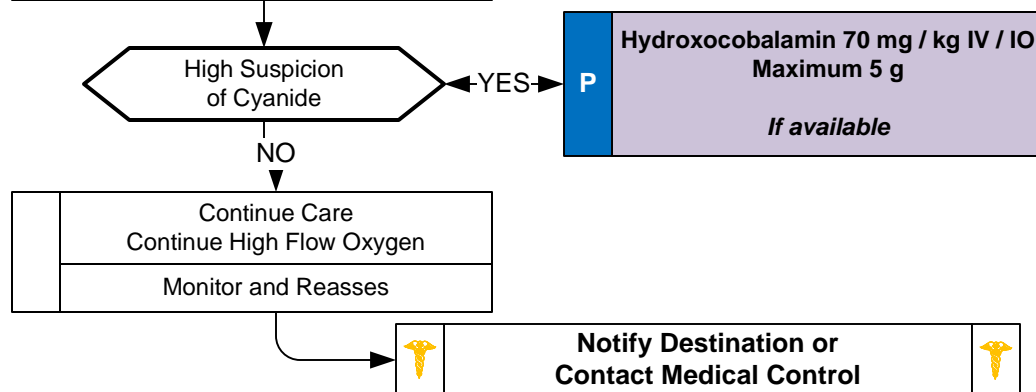 High Suspicion
of Cyanide
YES
P
Hydroxocobalamin 70 mg / kg IV / IO
Maximum 5 g
If available
NO
Continue Care
Continue High Flow Oxygen
Monitor and Reasses
Notify Destination or
Contact Medical Control